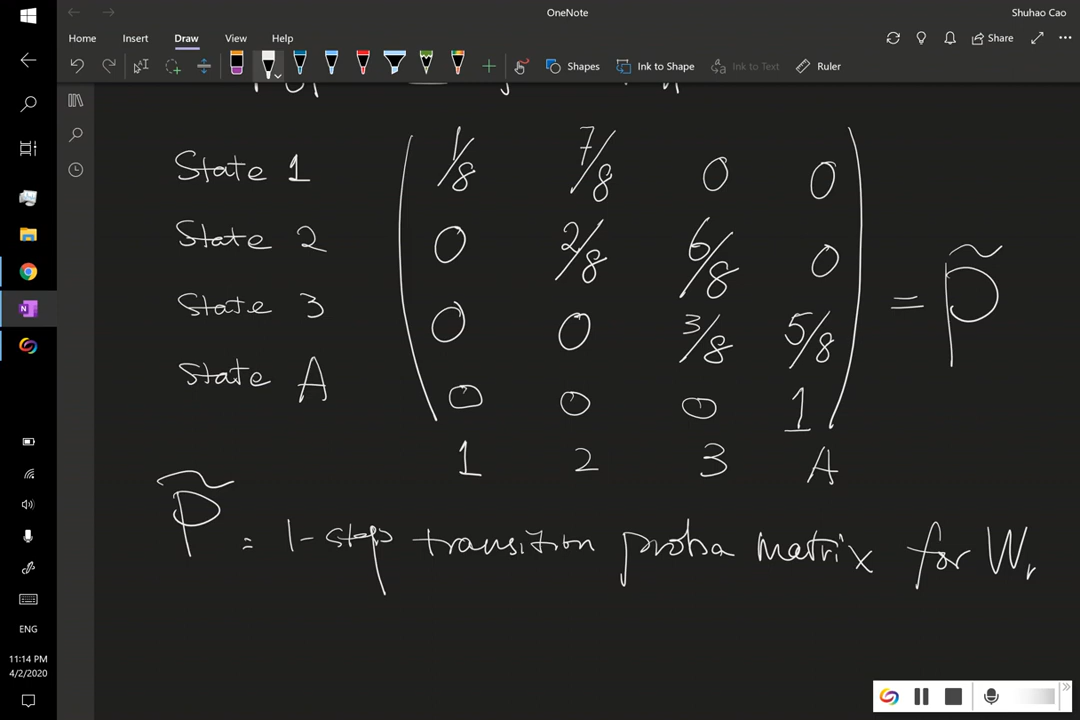 OneNote
Shuhao Cao
Home Insert Draw View Help
Share
Shapes Ink to Shape Ink to Text Ruler
State 1 1/8 7/8 0 0
State 2 0 2/8 6/8 0
State 3 0 0 3/8 5/8 = P̃
State A 0 0 0 1
1 2 3 A
P̃ = 1-step transition proba matrix for W
ENG
11:14 PM
4/2/2020